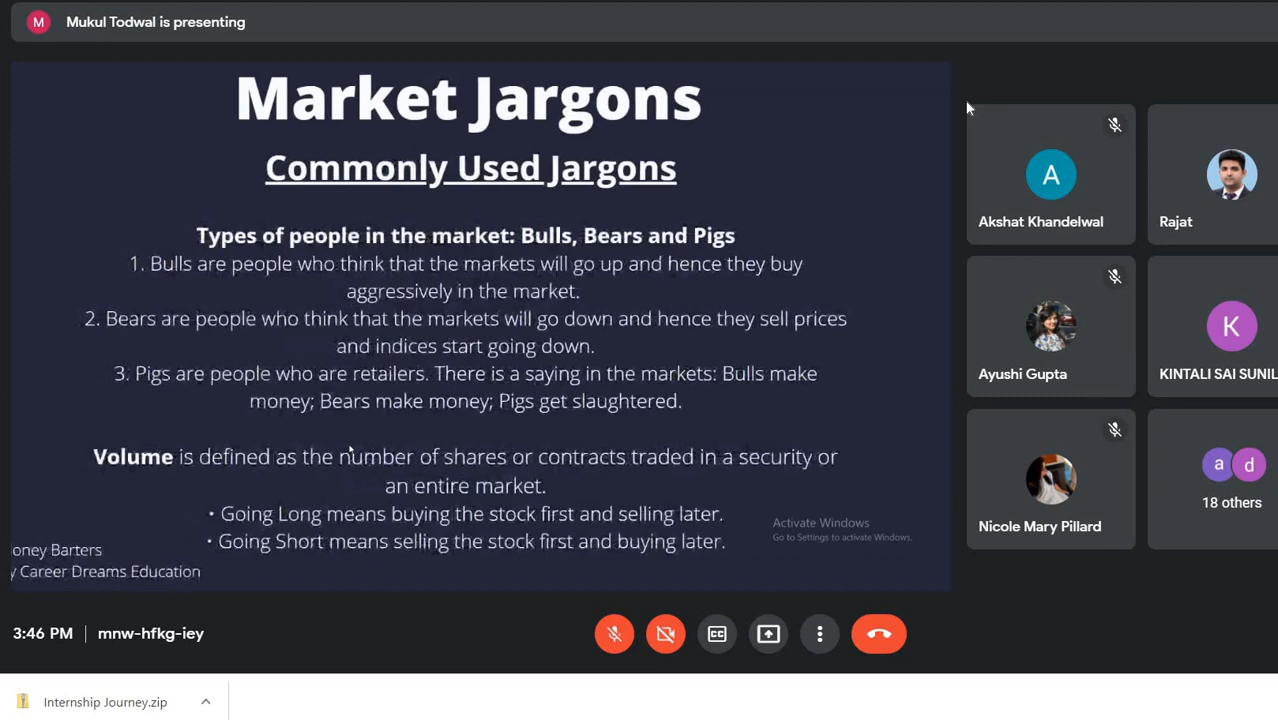 M Mukul Todwal is presenting
Market Jargons
Commonly Used Jargons
Types of people in the market: Bulls, Bears and Pigs
1. Bulls are people who think that the markets will go up and hence they buy
aggressively in the market.
2. Bears are people who think that the markets will go down and hence they sell prices
and indices start going down.
3. Pigs are people who are retailers. There is a saying in the markets: Bulls make
money; Bears make money; Pigs get slaughtered.
Volume is defined as the number of shares or contracts traded in a security or
an entire market.
• Going Long means buying the stock first and selling later.
• Going Short means selling the stock first and buying later.
Activate Windows
Go to Settings to activate Windows.
oney Barters
y Career Dreams Education
A
Akshat Khandelwal
Rajat
Ayushi Gupta
K
KINTALI SAI SUNIL
Nicole Mary Pillard
a d
18 others
3:46 PM | mnw-hfkg-iey
CC
Internship Journey.zip